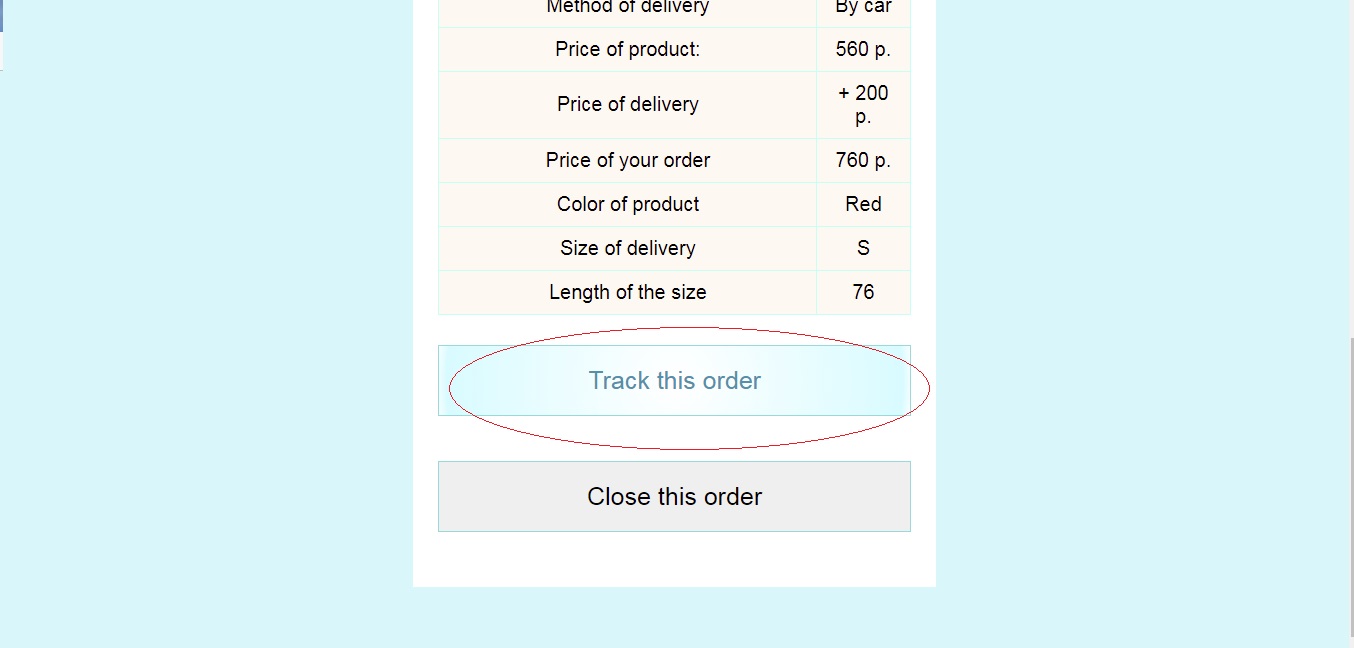 Method of delivery By car
Price of product: 560 p.
Price of delivery + 200 p.
Price of your order 760 p.
Color of product Red
Size of delivery S
Length of the size 76
Track this order
Close this order